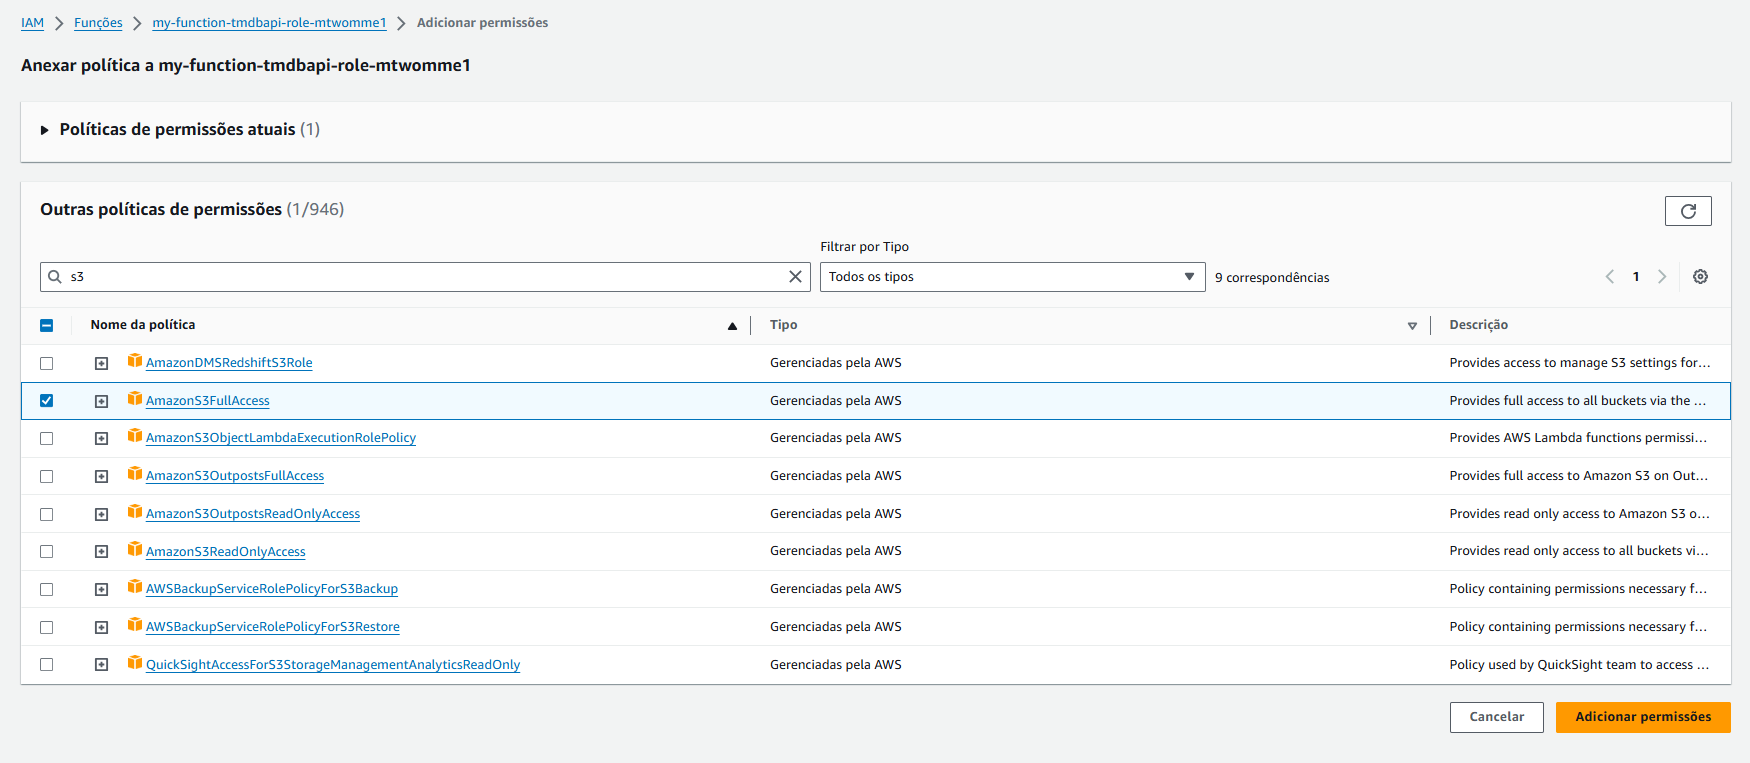 IAM > Funções > my-function-tmdbapi-role-mtwomme1 > Adicionar permissões
Anexar política a my-function-tmdbapi-role-mtwomme1
Políticas de permissões atuais (1)
Outras políticas de permissões (1/946)
Filtrar por Tipo
s3 Todos os tipos 9 correspondências 1
Nome da política Tipo Descrição
AmazonDMSRedshiftS3Role Gerenciadas pela AWS Provides access to manage S3 settings for...
AmazonS3FullAccess Gerenciadas pela AWS Provides full access to all buckets via the ...
AmazonS3ObjectLambdaExecutionRolePolicy Gerenciadas pela AWS Provides AWS Lambda functions permissi...
AmazonS3OutpostsFullAccess Gerenciadas pela AWS Provides full access to Amazon S3 on Out...
AmazonS3OutpostsReadOnlyAccess Gerenciadas pela AWS Provides read only access to Amazon S3 o...
AmazonS3ReadOnlyAccess Gerenciadas pela AWS Provides read only access to all buckets vi...
AWSBackupServiceRolePolicyForS3Backup Gerenciadas pela AWS Policy containing permissions necessary f...
AWSBackupServiceRolePolicyForS3Restore Gerenciadas pela AWS Policy containing permissions necessary f...
QuickSightAccessForS3StorageManagementAnalyticsReadOnly Gerenciadas pela AWS Policy used by QuickSight team to access ...
Cancelar Adicionar permissões